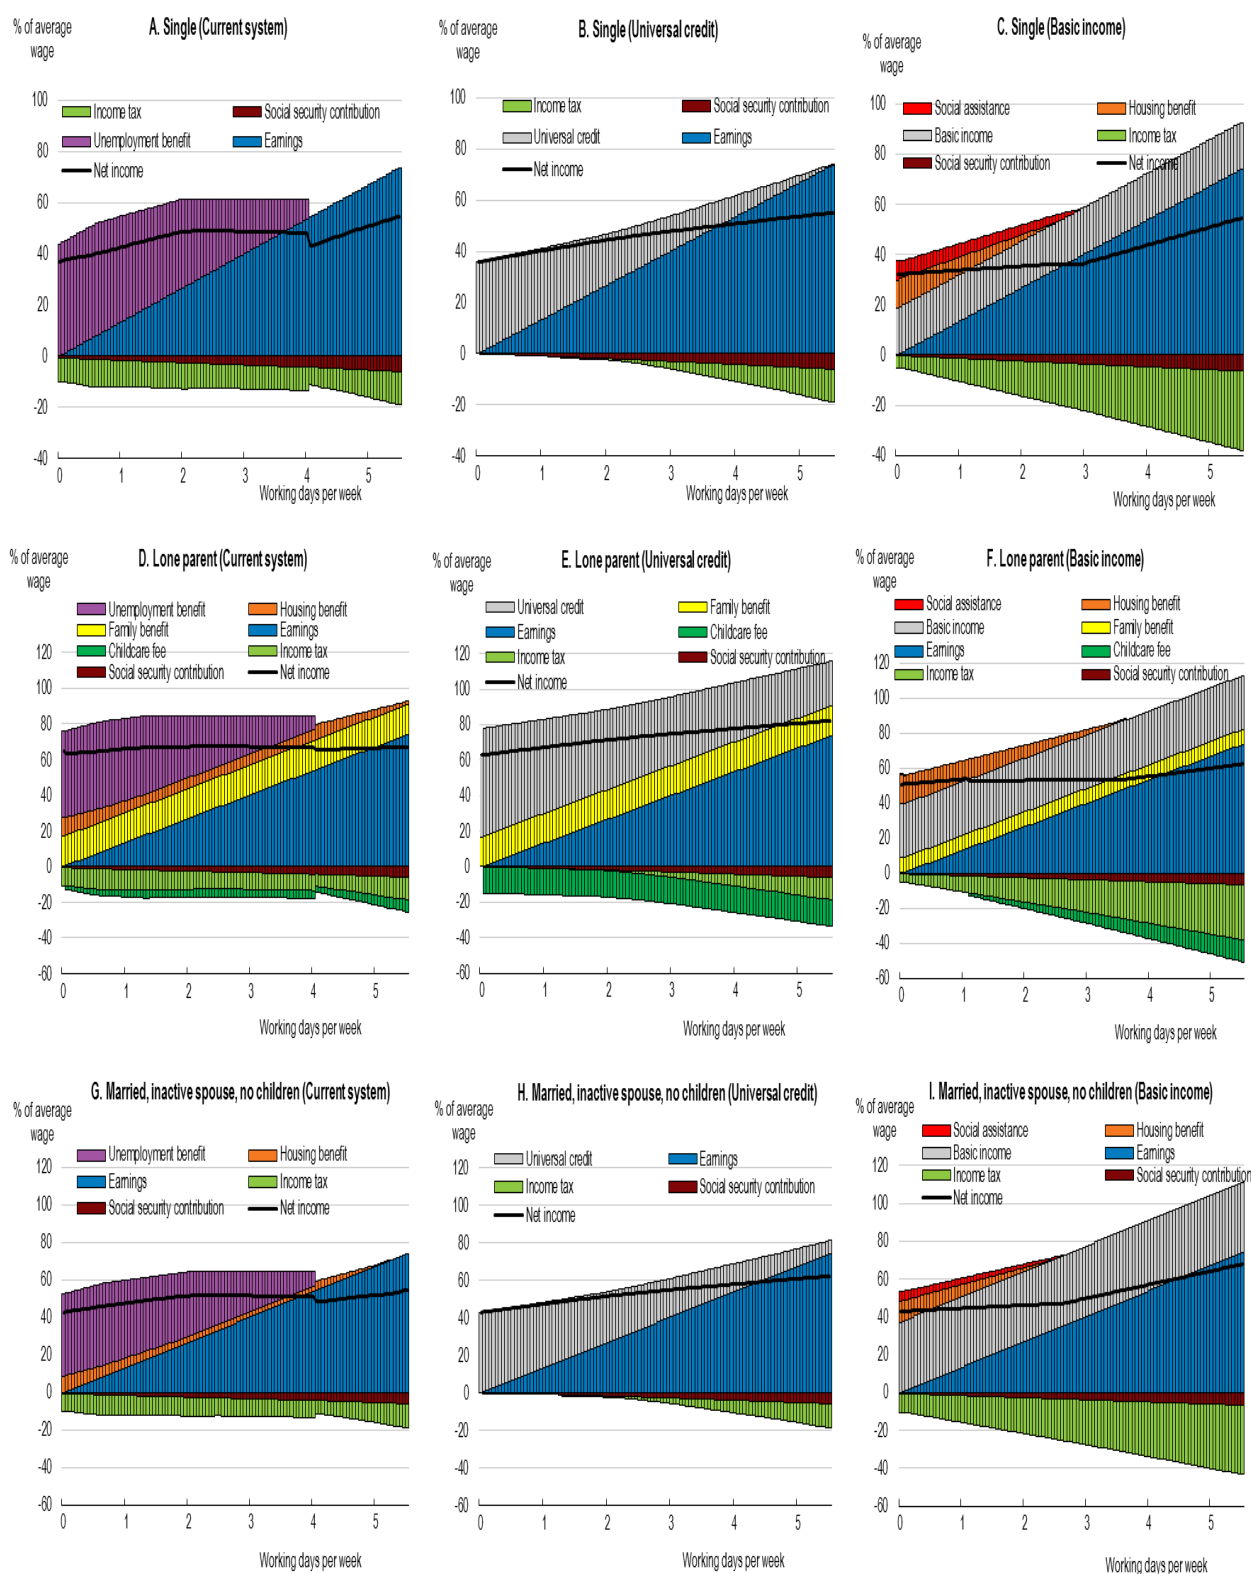 % of average
wage
A. Single (Current system)
100
Income tax
Social security contribution
Unemployment benefit
Earnings
80
Net income
60
40
20
0
-20
-40
0 1 2 3 4 5
Working days per week
% of average
wage
B. Single (Universal credit)
100
Income tax
Social security contribution
Universal credit
Earnings
80
Net income
60
40
20
0
-20
-40
0 1 2 3 4 5
Working days per week
% of average
wage
C. Single (Basic income)
100
Social assistance
Housing benefit
Basic income
Income tax
80
Social security contribution
Net income
60
40
20
0
-20
-40
0 1 2 3 4 5
Working days per week
% of average
wage
D. Lone parent (Current system)
Unemployment benefit
Housing benefit
Family benefit
Earnings
120
Childcare fee
Income tax
Social security contribution
Net income
100
80
60
40
20
0
-20
-40
-60
0 1 2 3 4 5
Working days per week
% of average
wage
E. Lone parent (Universal credit)
Universal credit
Family benefit
Earnings
Childcare fee
120
Income tax
Social security contribution
Net income
100
80
60
40
20
0
-20
-40
-60
0 1 2 3 4 5
Working days per week
% of average
wage
F. Lone parent (Basic income)
Social assistance
Housing benefit
Basic income
Family benefit
Earnings
Childcare fee
120
Income tax
Social security contribution
Net income
100
80
60
40
20
0
-20
-40
-60
0 1 2 3 4 5
Working days per week
G. Married, inactive spouse, no children (Current system)
% of average
wage
Unemployment benefit
Housing benefit
120
Earnings
Income tax
100
Social security contribution
Net income
80
60
40
20
0
-20
-40
-60
0 1 2 3 4 5
Working days per week
H. Married, inactive spouse, no children (Universal credit)
% of average
wage
120
Universal credit
Earnings
100
Income tax
Social security contribution
Net income
80
60
40
20
0
-20
-40
-60
0 1 2 3 4 5
Working days per week
I. Married, inactive spouse, no children (Basic income)
% of average
wage
Social assistance
Housing benefit
Basic income
Earnings
120
Income tax
Social security contribution
100
Net income
80
60
40
20
0
-20
-40
-60
0 1 2 3 4 5
Working days per week